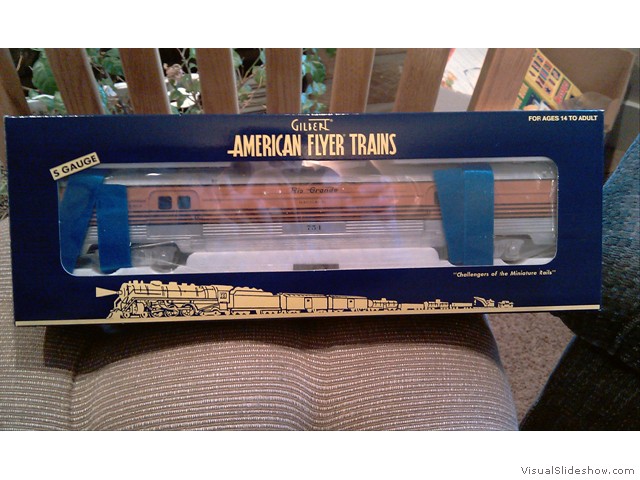 GILBERT
AMERICAN FLYER TRAINS
FOR AGES 14 TO ADULT
S GAUGE
Rio Grande
751
"Challengers of the Miniature Rails"
VisualSlideshow.com